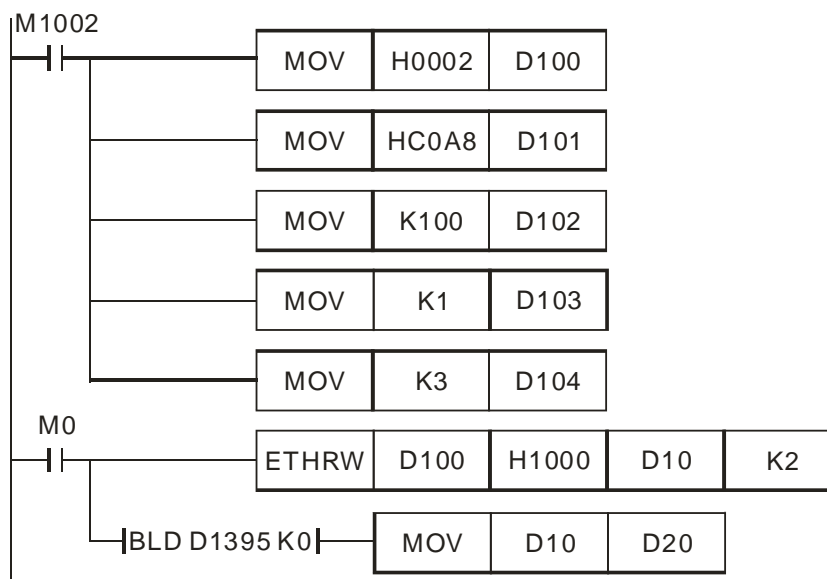 M1002
MOV H0002 D100
MOV HC0A8 D101
MOV K100 D102
MOV K1 D103
MOV K3 D104
M0
ETHRW D100 H1000 D10 K2
BLD D1395 K0 MOV D10 D20